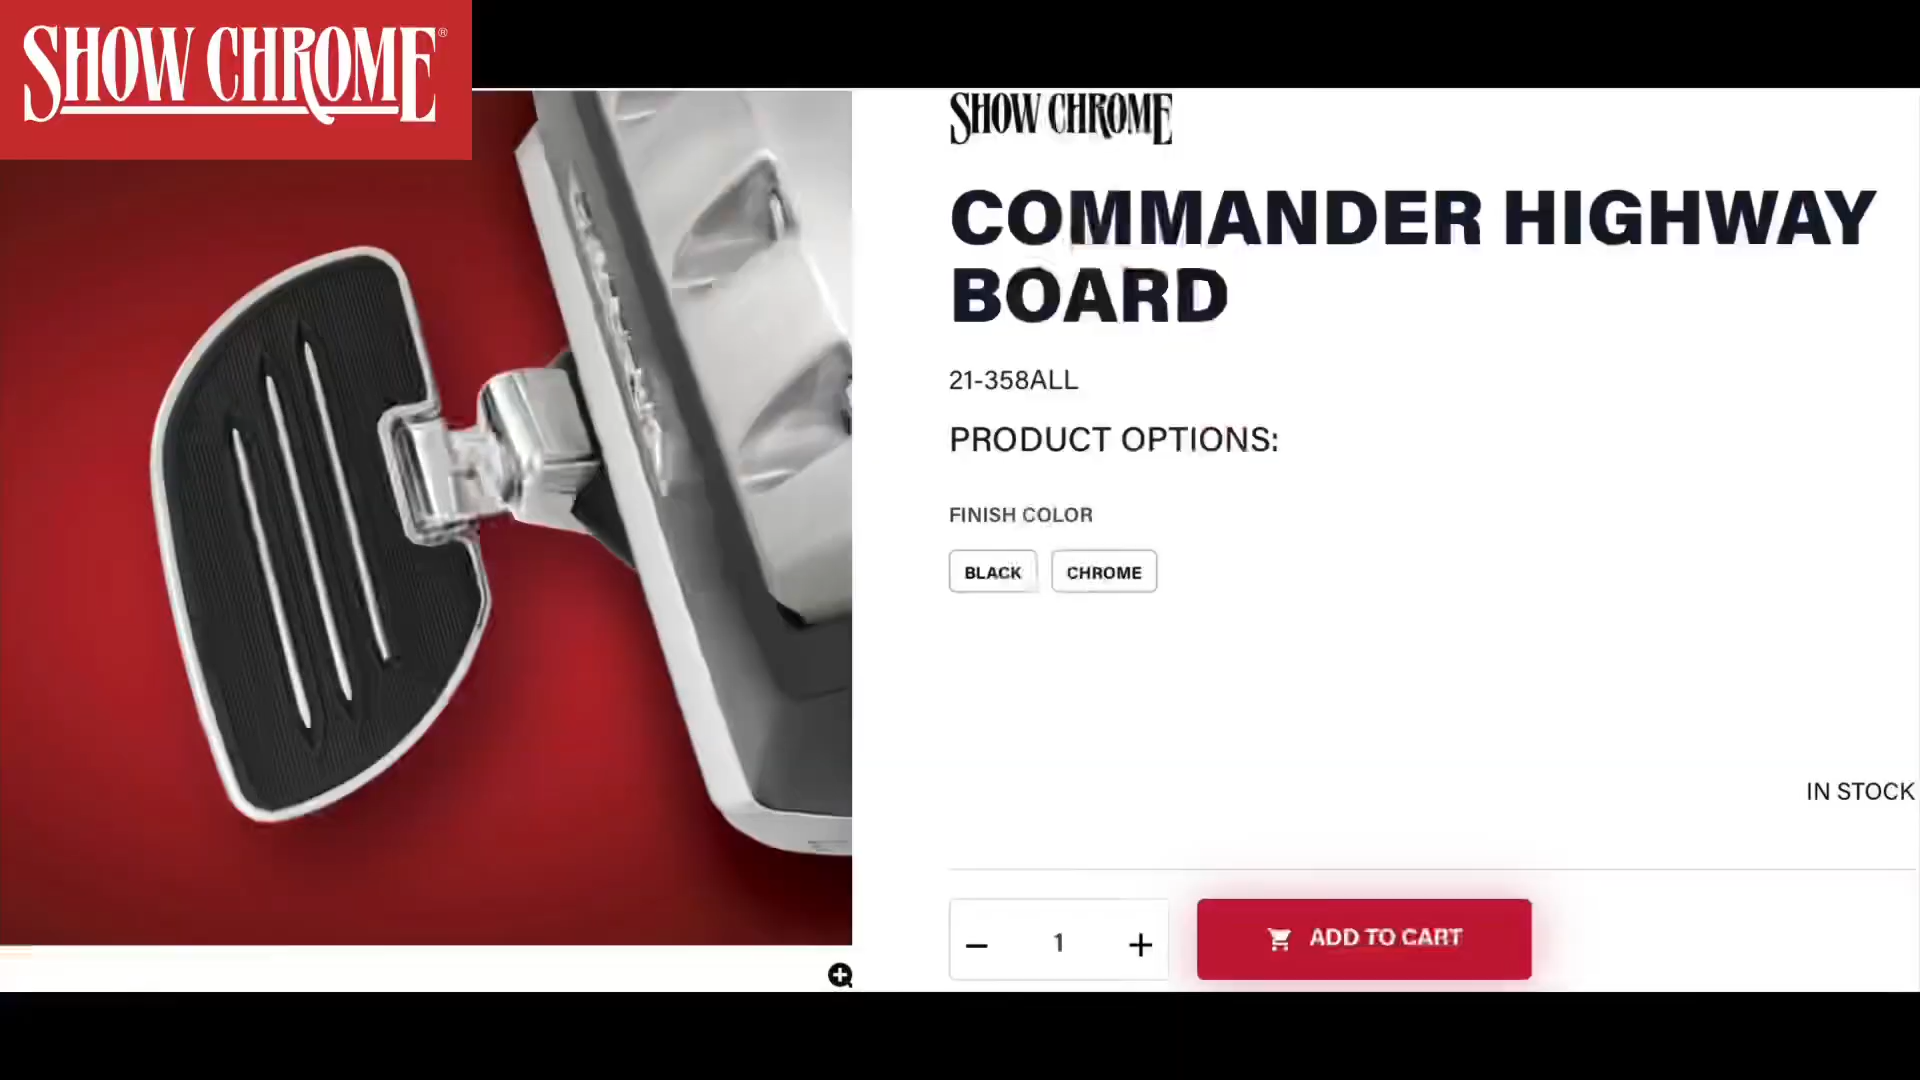 SHOW CHROME®
SHOW CHROME
COMMANDER HIGHWAY
BOARD
21-358ALL
PRODUCT OPTIONS:
FINISH COLOR
BLACK CHROME
IN STOCK
− 1 +
ADD TO CART